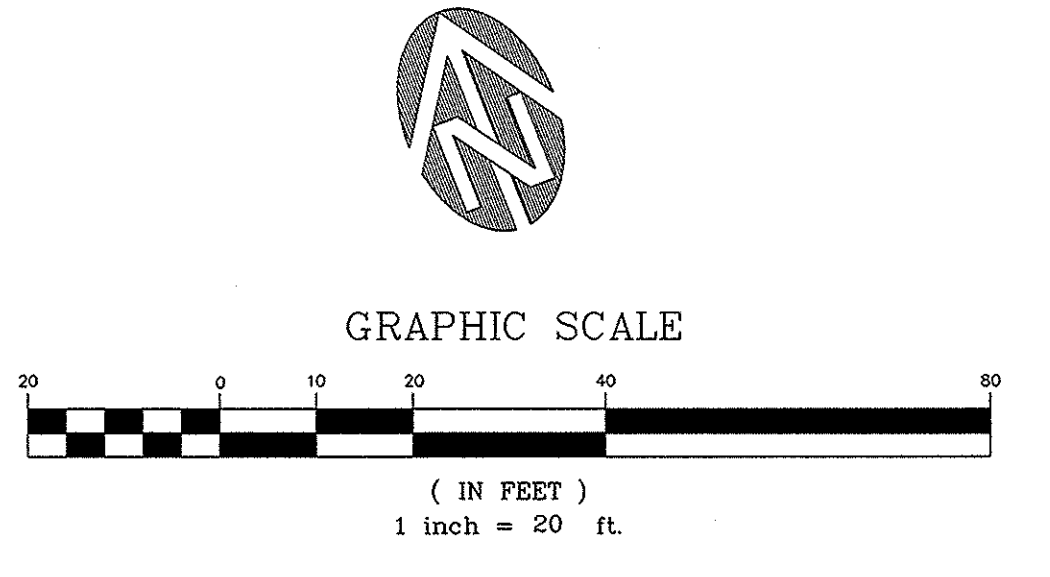 N
GRAPHIC SCALE
20 0 10 20 40 80
( IN FEET )
1 inch = 20 ft.